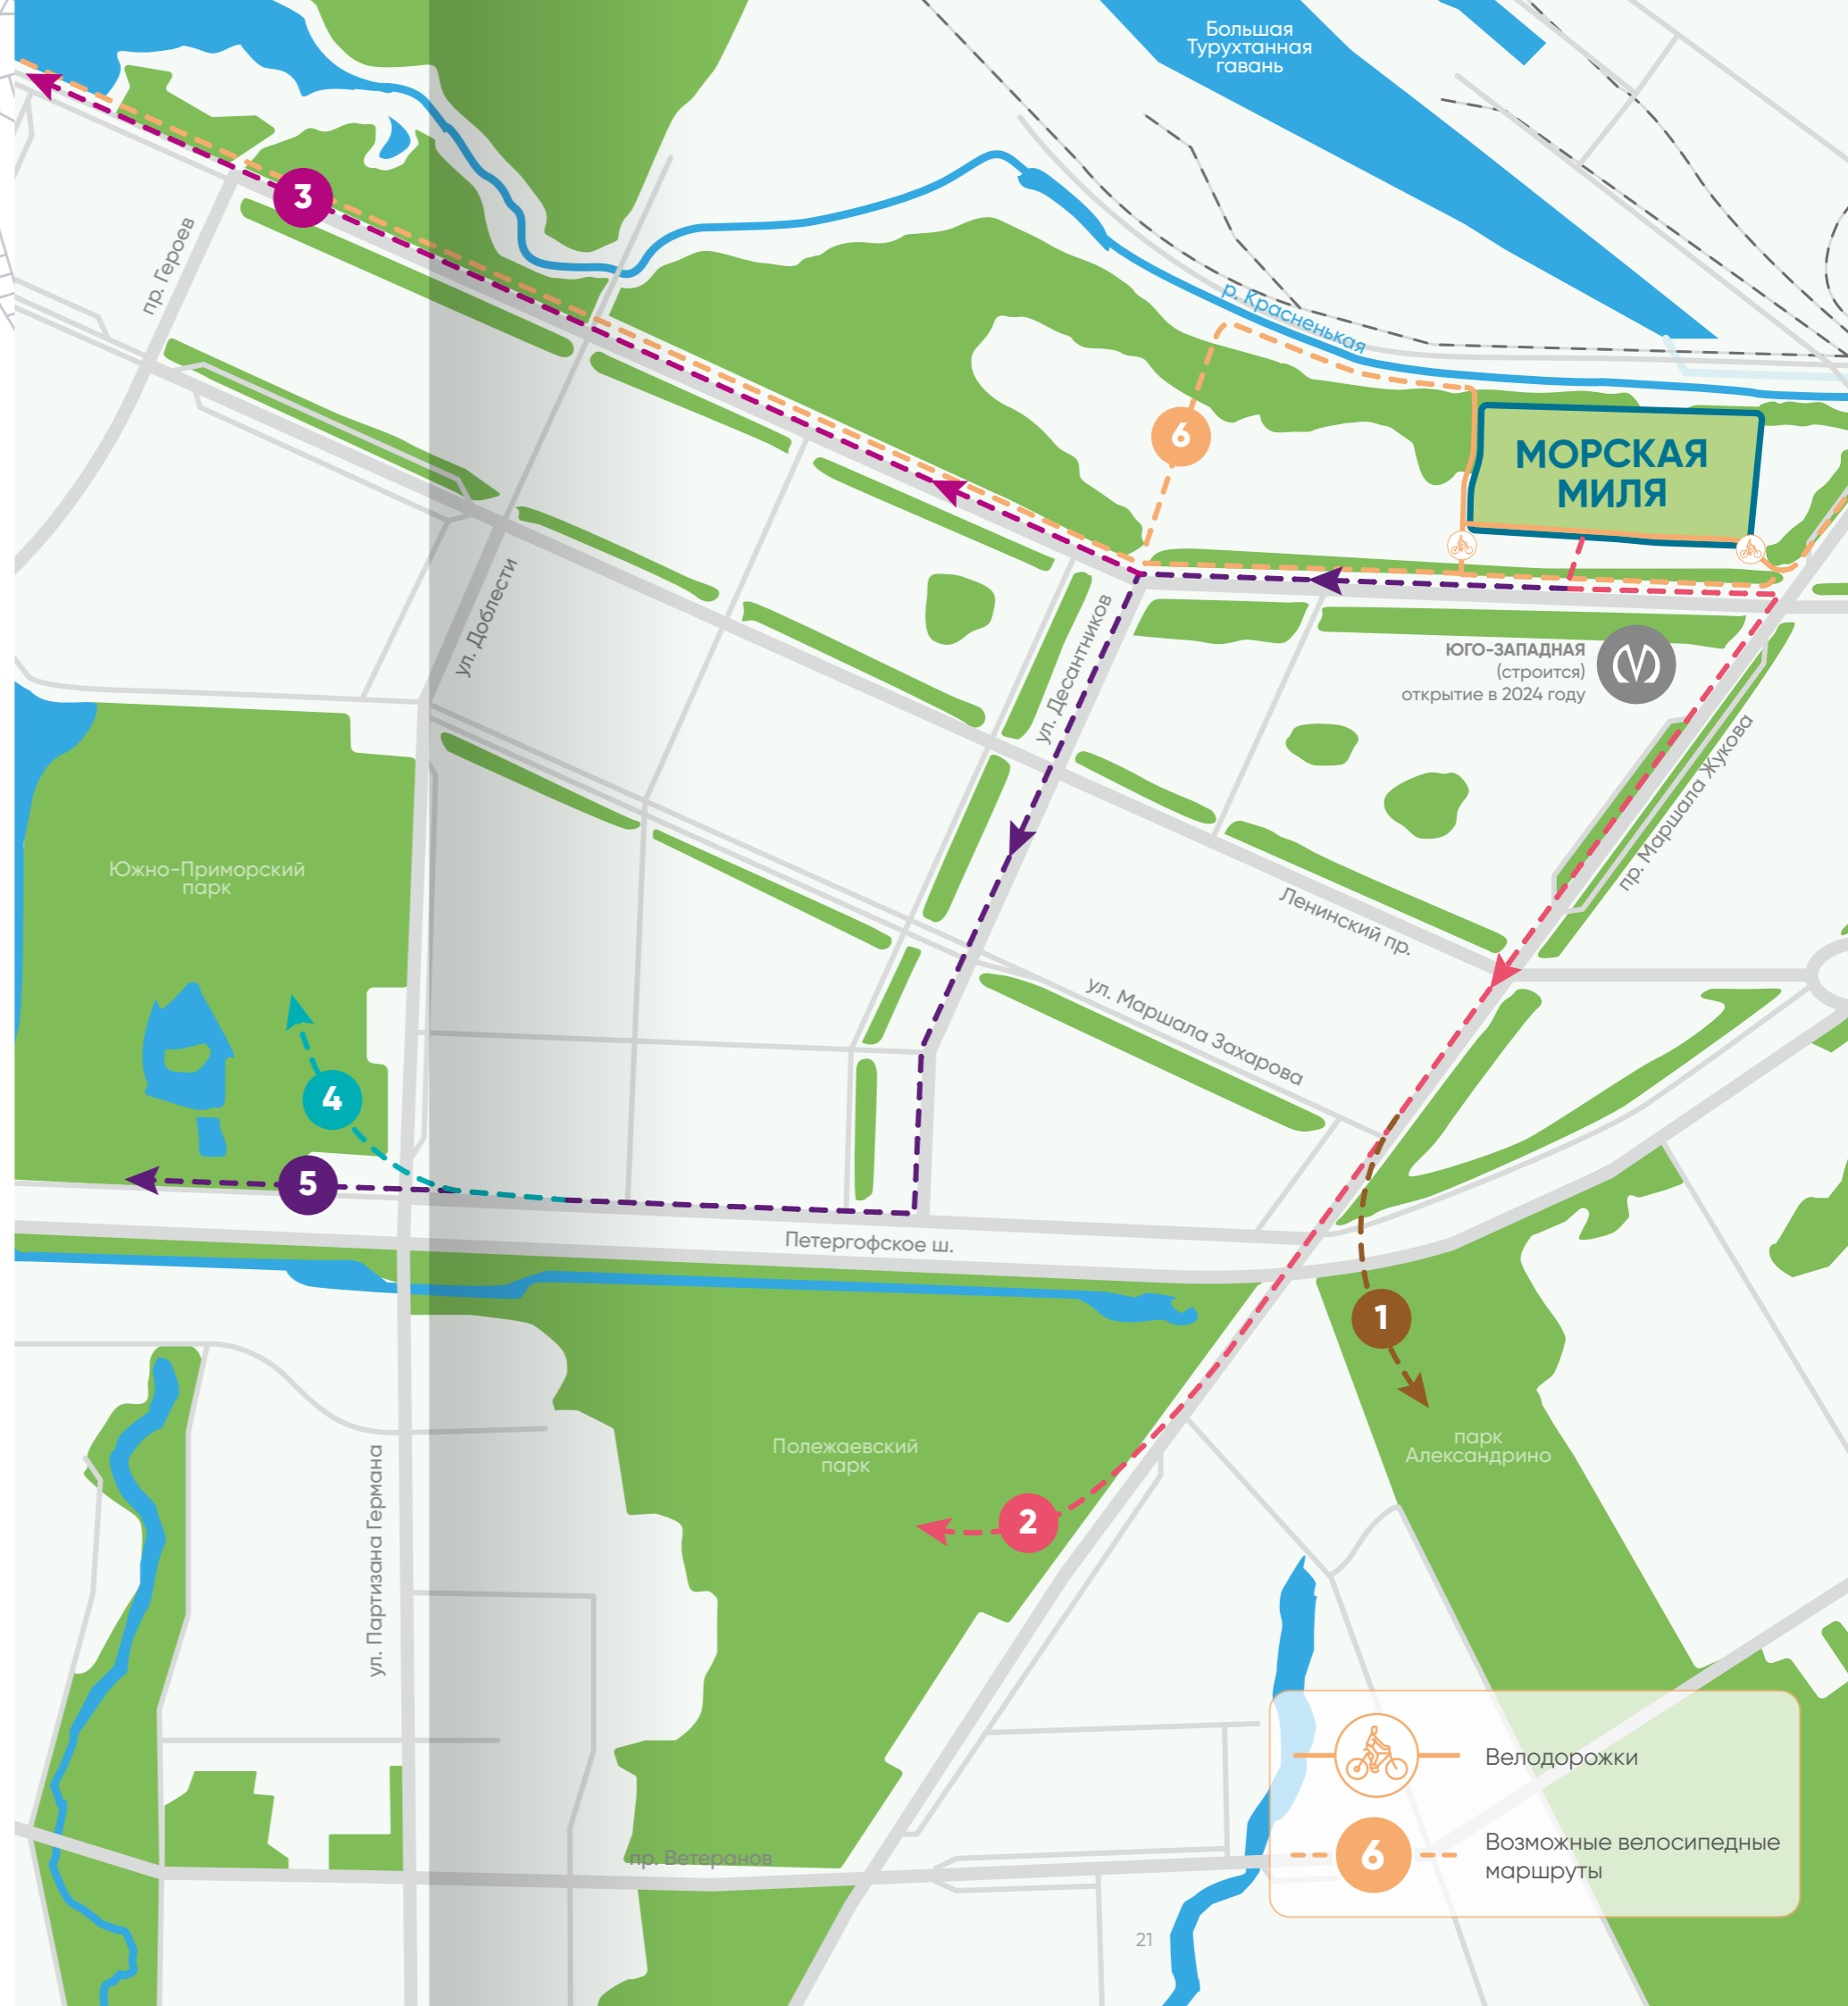 Большая
Турухтанная
гавань
3
пр. Героев
р. Красненькая
6
МОРСКАЯ
МИЛЯ
ул. Доблести
ул. Десантников
ЮГО-ЗАПАДНАЯ
(строится)
открытие в 2024 году
пр. Маршала Жукова
Южно-Приморский
парк
Ленинский пр.
ул. Маршала Захарова
4
5
Петергофское ш.
1
Полежаевский
парк
парк
Александрино
2
ул. Партизана Германа
Велодорожки
6
Возможные велосипедные
маршруты
пр. Ветеранов
21